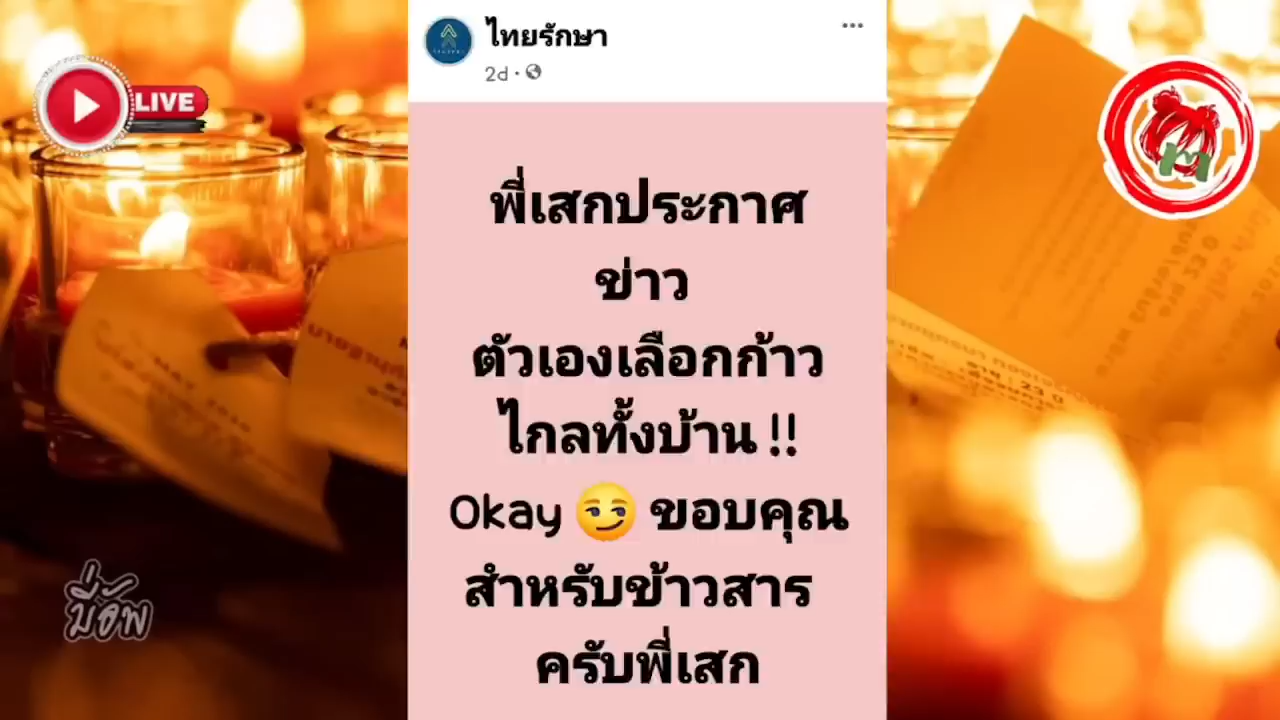 ไทยรักษา
2d
LIVE
พี่เสกประกาศ
ข่าว
ตัวเองเลือกก้าว
ไกลทั้งบ้าน !!
Okay 😏 ขอบคุณ
สำหรับข้าวสาร
ครับพี่เสก
บี๋อัพ